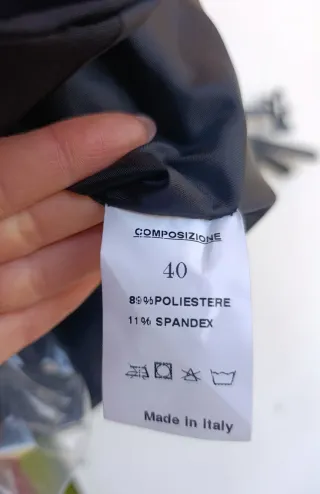 COMPOSIZIONE
40
89%POLIESTERE
11% SPANDEX
Made in Italy